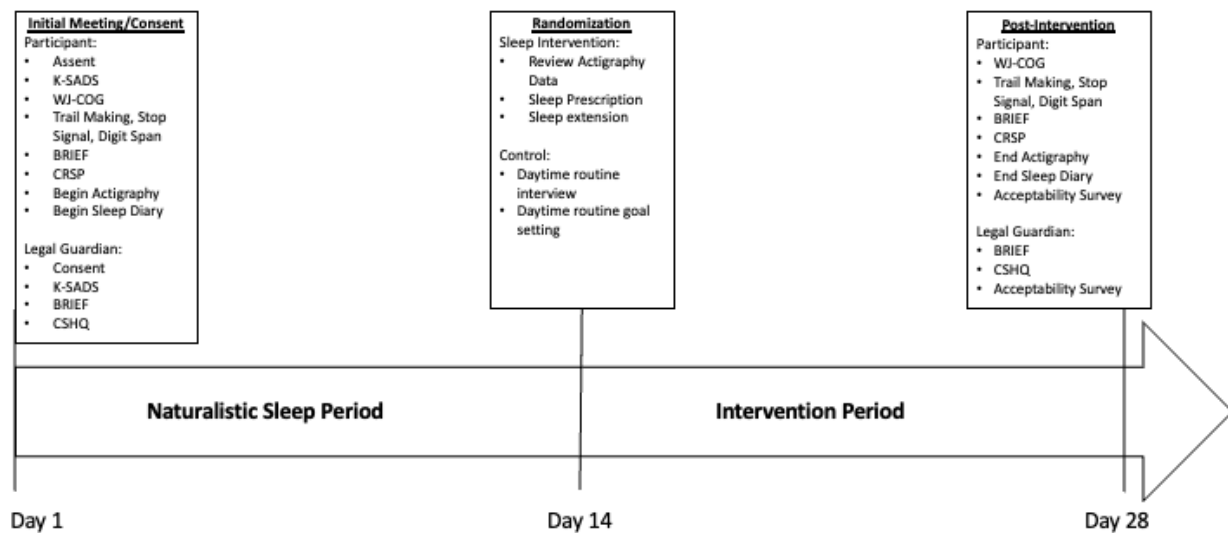 Initial Meeting/Consent
Participant:
• Assent
• K-SADS
• WJ-COG
• Trail Making, Stop
Signal, Digit Span
• BRIEF
• CRSP
• Begin Actigraphy
• Begin Sleep Diary
Legal Guardian:
• Consent
• K-SADS
• BRIEF
• CSHQ
Randomization
Sleep Intervention:
• Review Actigraphy
Data
• Sleep Prescription
• Sleep extension
Control:
• Daytime routine
interview
• Daytime routine goal
setting
Post-Intervention
Participant:
• WJ-COG
• Trail Making, Stop
Signal, Digit Span
• BRIEF
• CRSP
• End Actigraphy
• End Sleep Diary
• Acceptability Survey
Legal Guardian:
• BRIEF
• CSHQ
• Acceptability Survey
Naturalistic Sleep Period
Intervention Period
Day 1
Day 14
Day 28